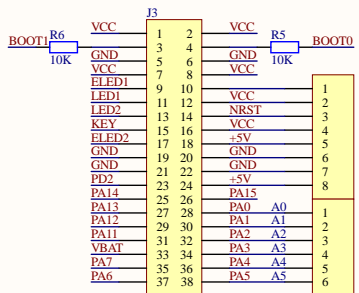 J3
VCC 1 2 VCC
BOOT1 R6 3 4 R5 BOOT0
10K GND 5 6 GND 10K
VCC 7 8 VCC
ELED1 9 10 1
LED1 11 12 VCC 2
LED2 13 14 NRST 3
KEY 15 16 VCC 4
ELED2 17 18 +5V 5
GND 19 20 GND 6
GND 21 22 GND 7
PD2 23 24 +5V 8
PA14 25 26 PA15
PA13 27 28 PA0 A0 1
PA12 29 30 PA1 A1 2
PA11 31 32 PA2 A2 3
VBAT 33 34 PA3 A3 4
PA7 35 36 PA4 A4 5
PA6 37 38 PA5 A5 6